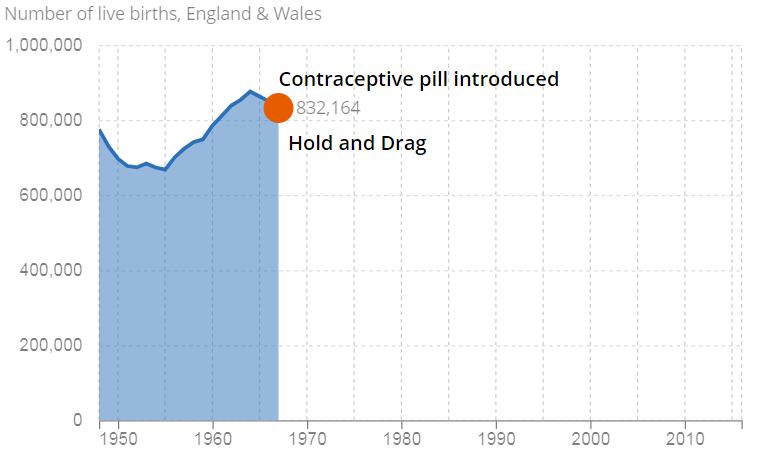 Number of live births, England & Wales
1,000,000
Contraceptive pill introduced
832,164
800,000
Hold and Drag
600,000
400,000
200,000
0
1950 1960 1970 1980 1990 2000 2010